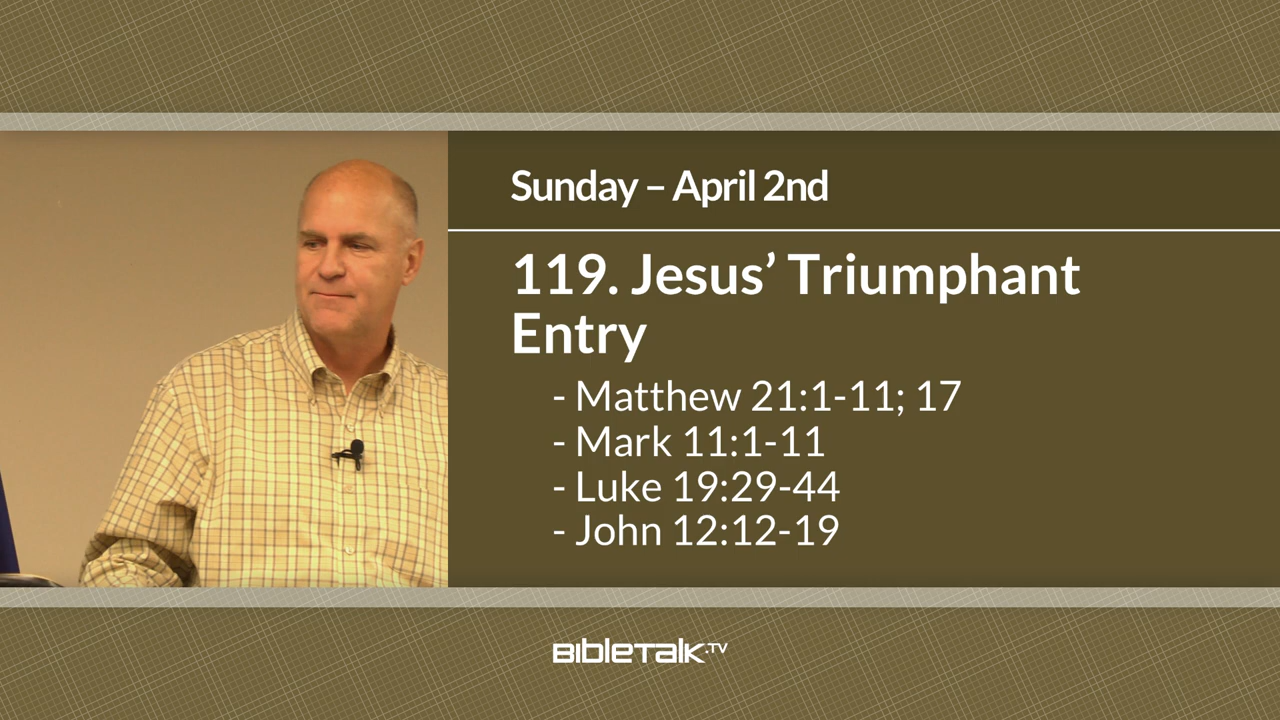 Sunday – April 2nd
119. Jesus’ Triumphant
Entry
- Matthew 21:1-11; 17
- Mark 11:1-11
- Luke 19:29-44
- John 12:12-19
BIBLETALK.TV